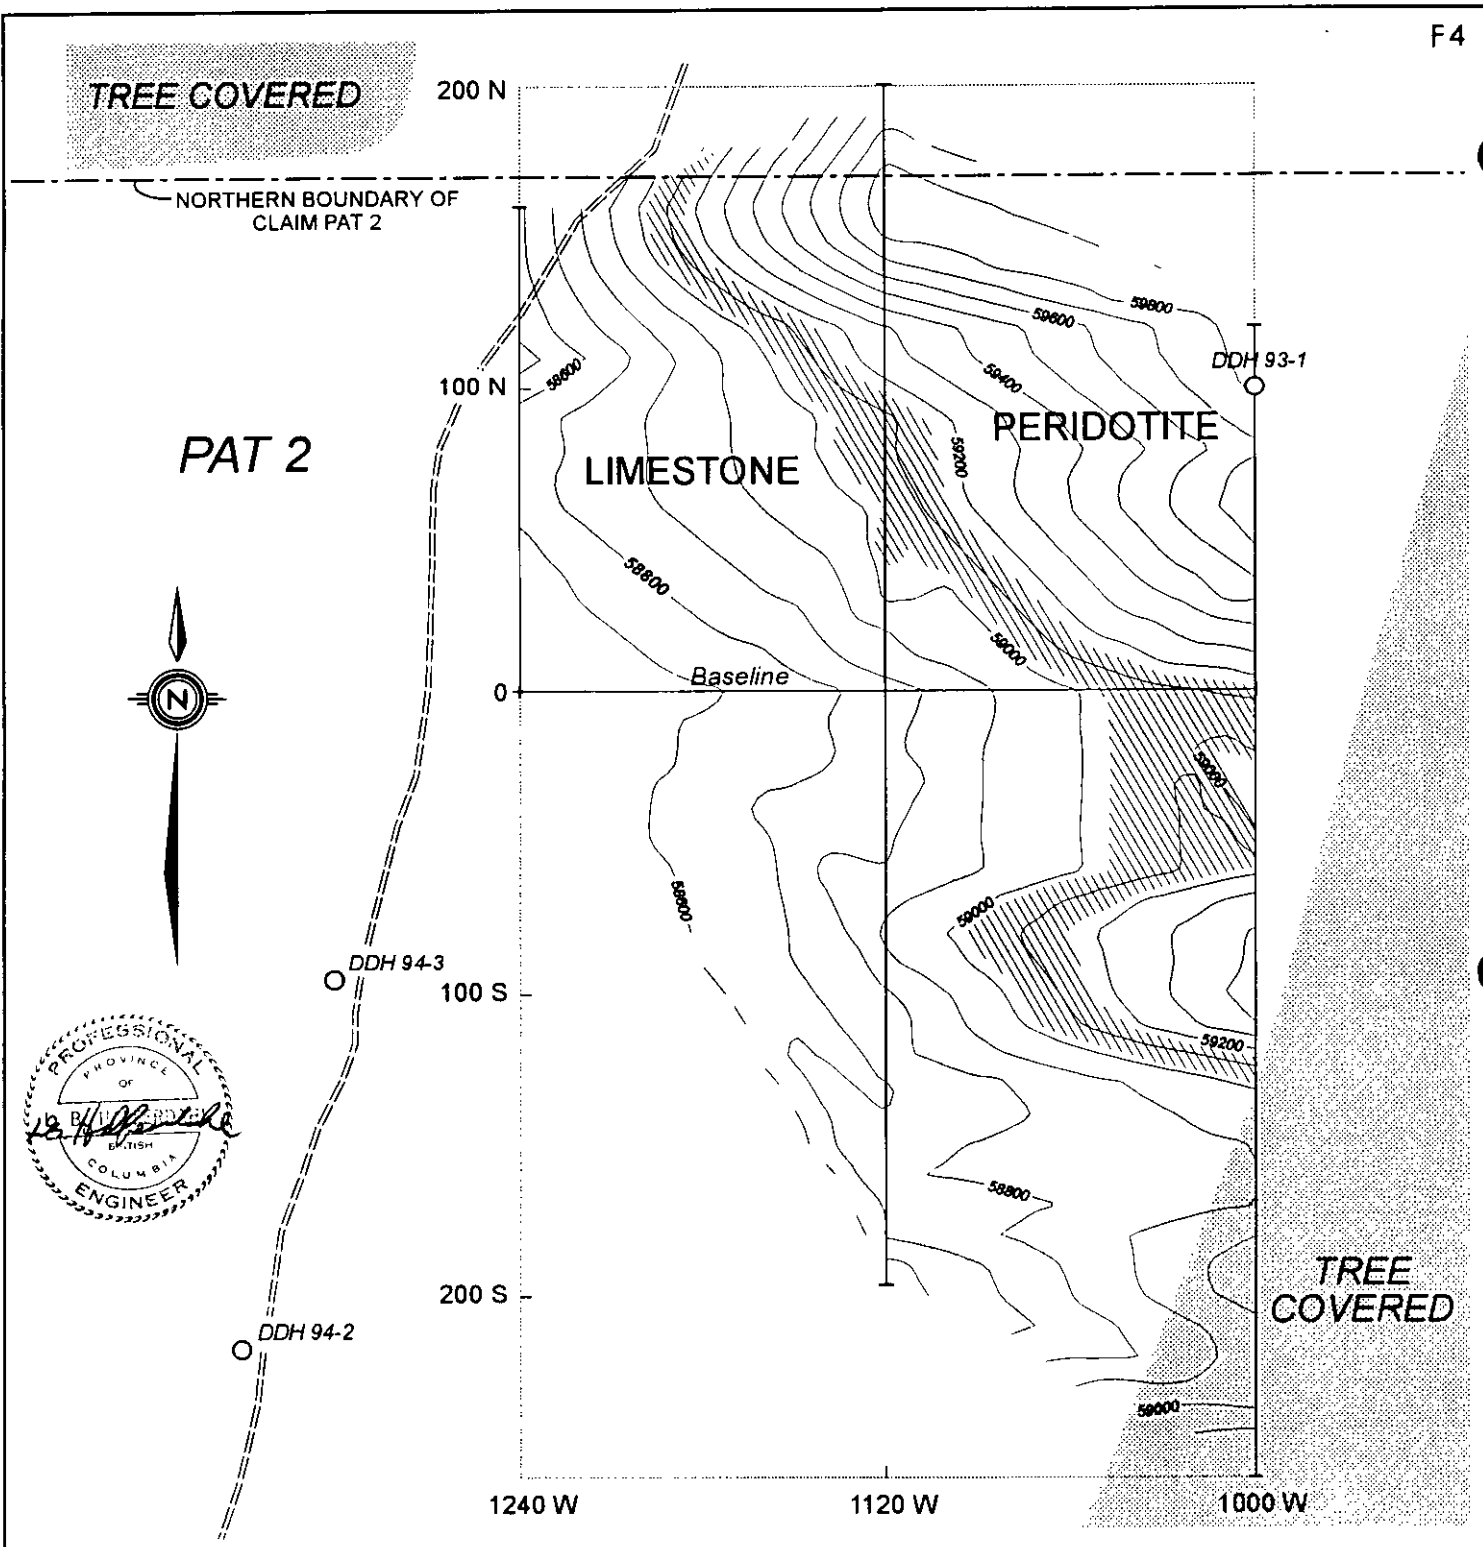 F4
TREE COVERED
200 N
NORTHERN BOUNDARY OF
CLAIM PAT 2
59800
59600
DDH 93-1
59400
58600
100 N
PERIDOTITE
PAT 2
59200
LIMESTONE
58800
59000
Baseline
0
N
59000
58600
59000
DDH 94-3
100 S
59200
PROFESSIONAL
PROVINCE
OF
BRITISH
COLUMBIA
ENGINEER
58800
TREE
COVERED
200 S
DDH 94-2
59000
1240 W
1120 W
1000 W